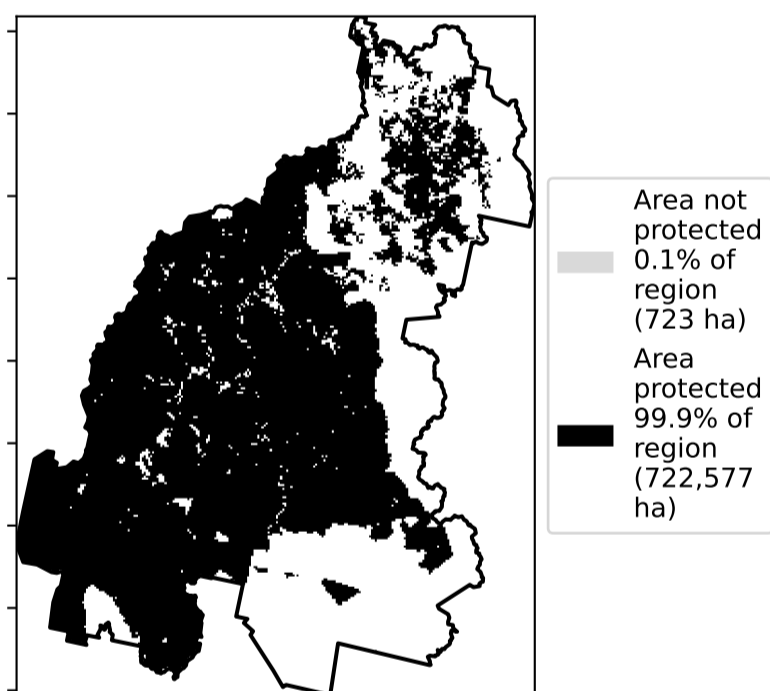 Area not
protected
0.1% of
region
(723 ha)
Area
protected
99.9% of
region
(722,577
ha)